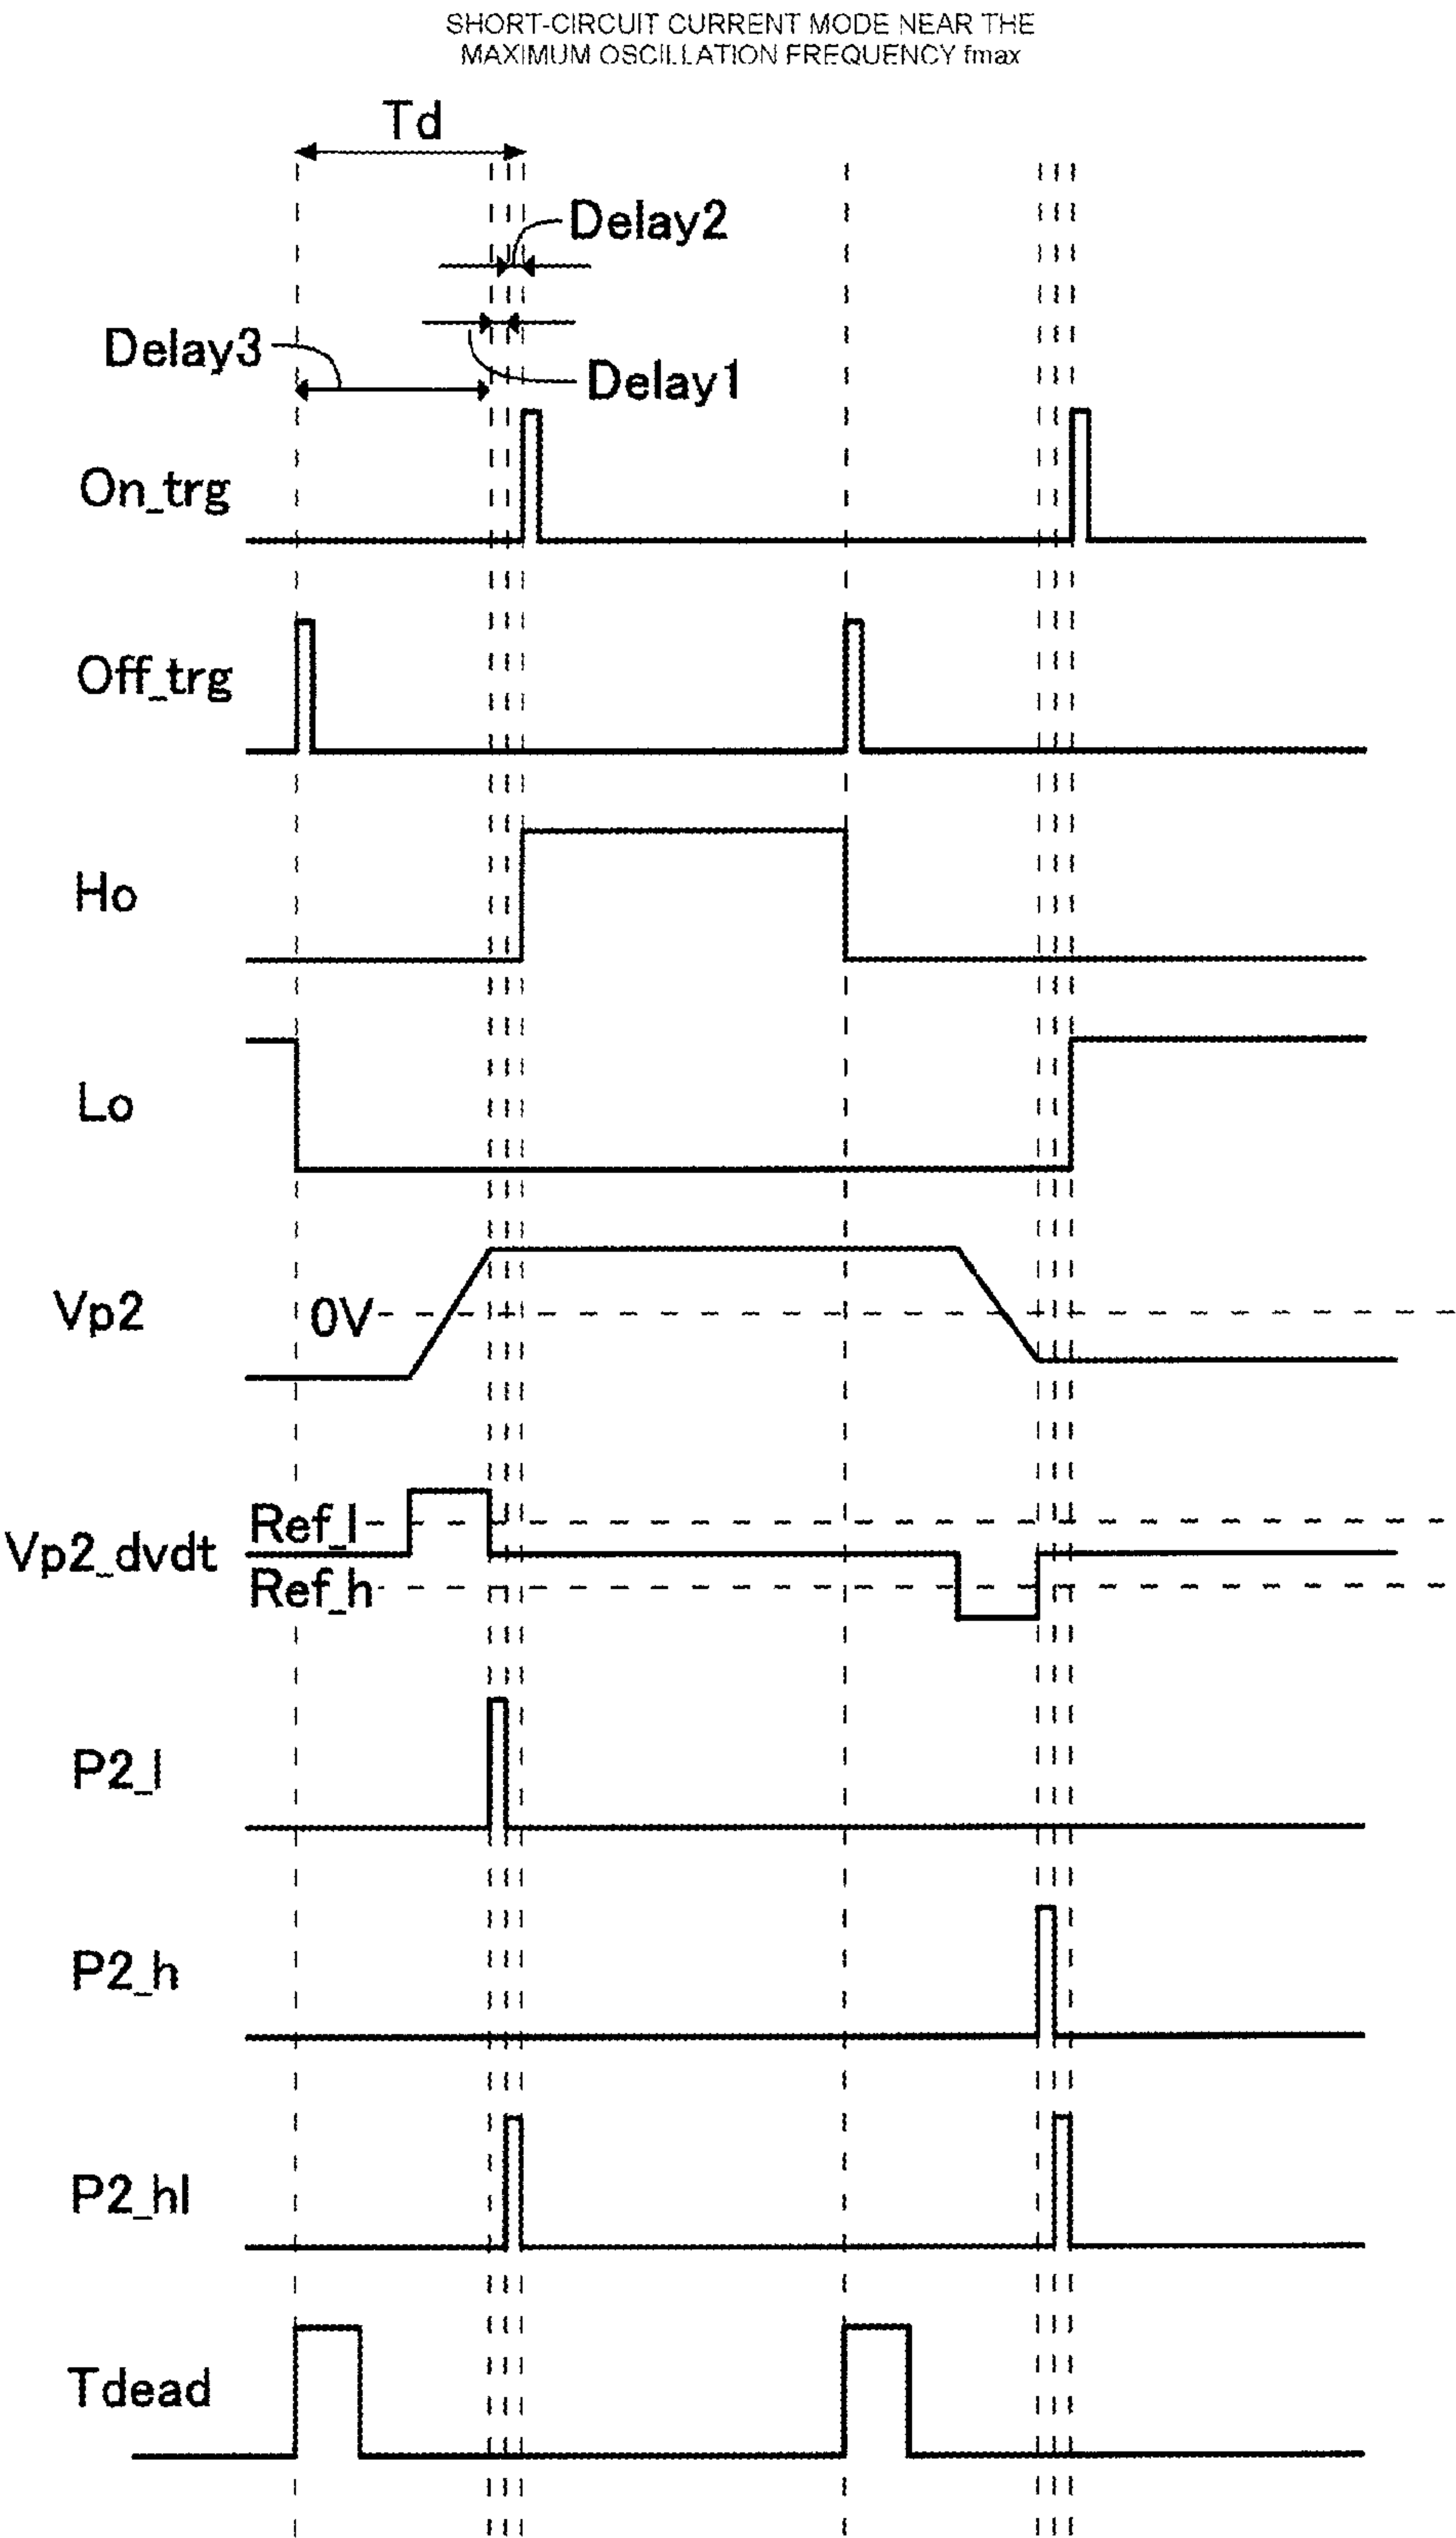 SHORT-CIRCUIT CURRENT MODE NEAR THE
MAXIMUM OSCILLATION FREQUENCY fmax
Td
Delay2
Delay3
Delay1
On_trg
Off_trg
Ho
Lo
Vp2
0V
Ref_l
Vp2_dvdt
Ref_h
P2_l
P2_h
P2_hl
Tdead